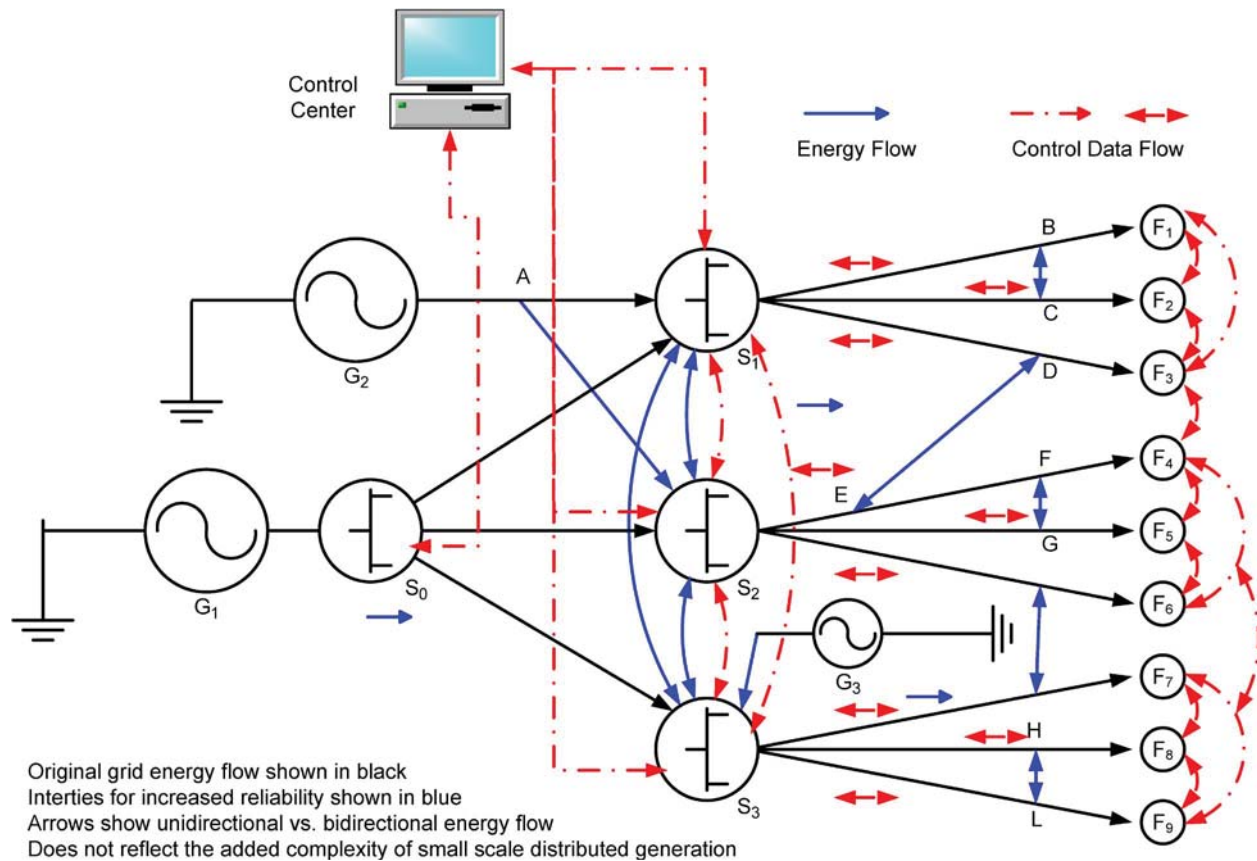 Control
Center
Energy Flow
Control Data Flow
A
B
F1
C
F2
D
F3
G2
S1
E
F
F4
G
F5
G1
S0
S2
F6
G3
F7
H
F8
S3
L
F9
Original grid energy flow shown in black
Interties for increased reliability shown in blue
Arrows show unidirectional vs. bidirectional energy flow
Does not reflect the added complexity of small scale distributed generation